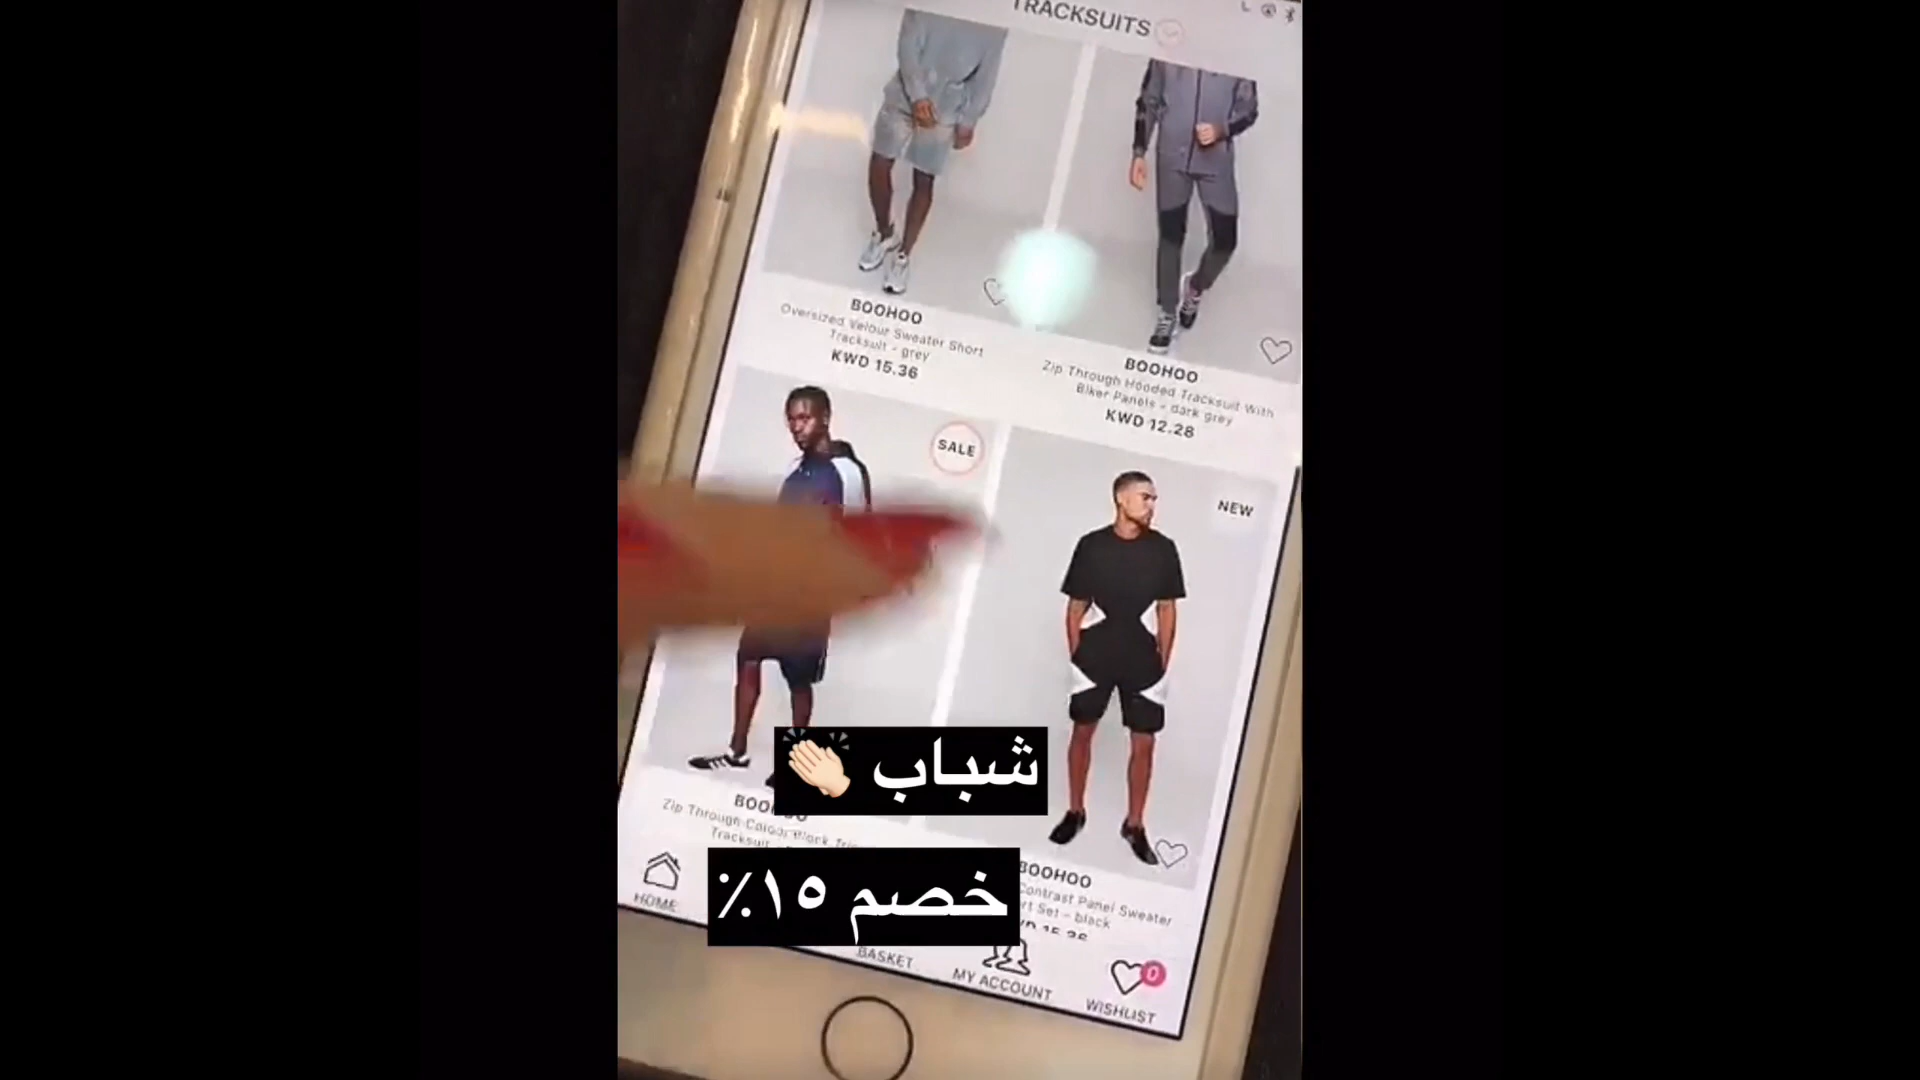 TRACKSUITS
BOOHOO
Oversized Velour Sweater Short
Tracksuit - grey
KWD 15.36
BOOHOO
Zip Through Hooded Tracksuit With
Biker Panels - dark grey
KWD 12.28
SALE
NEW
Zip Through Colour Block
Tracksuit
BOOHOO
Contrast Panel Sweater
Set - black
شباب 👏🏻
خصم ١٥٪
HOME
BASKET
MY ACCOUNT
WISHLIST
0